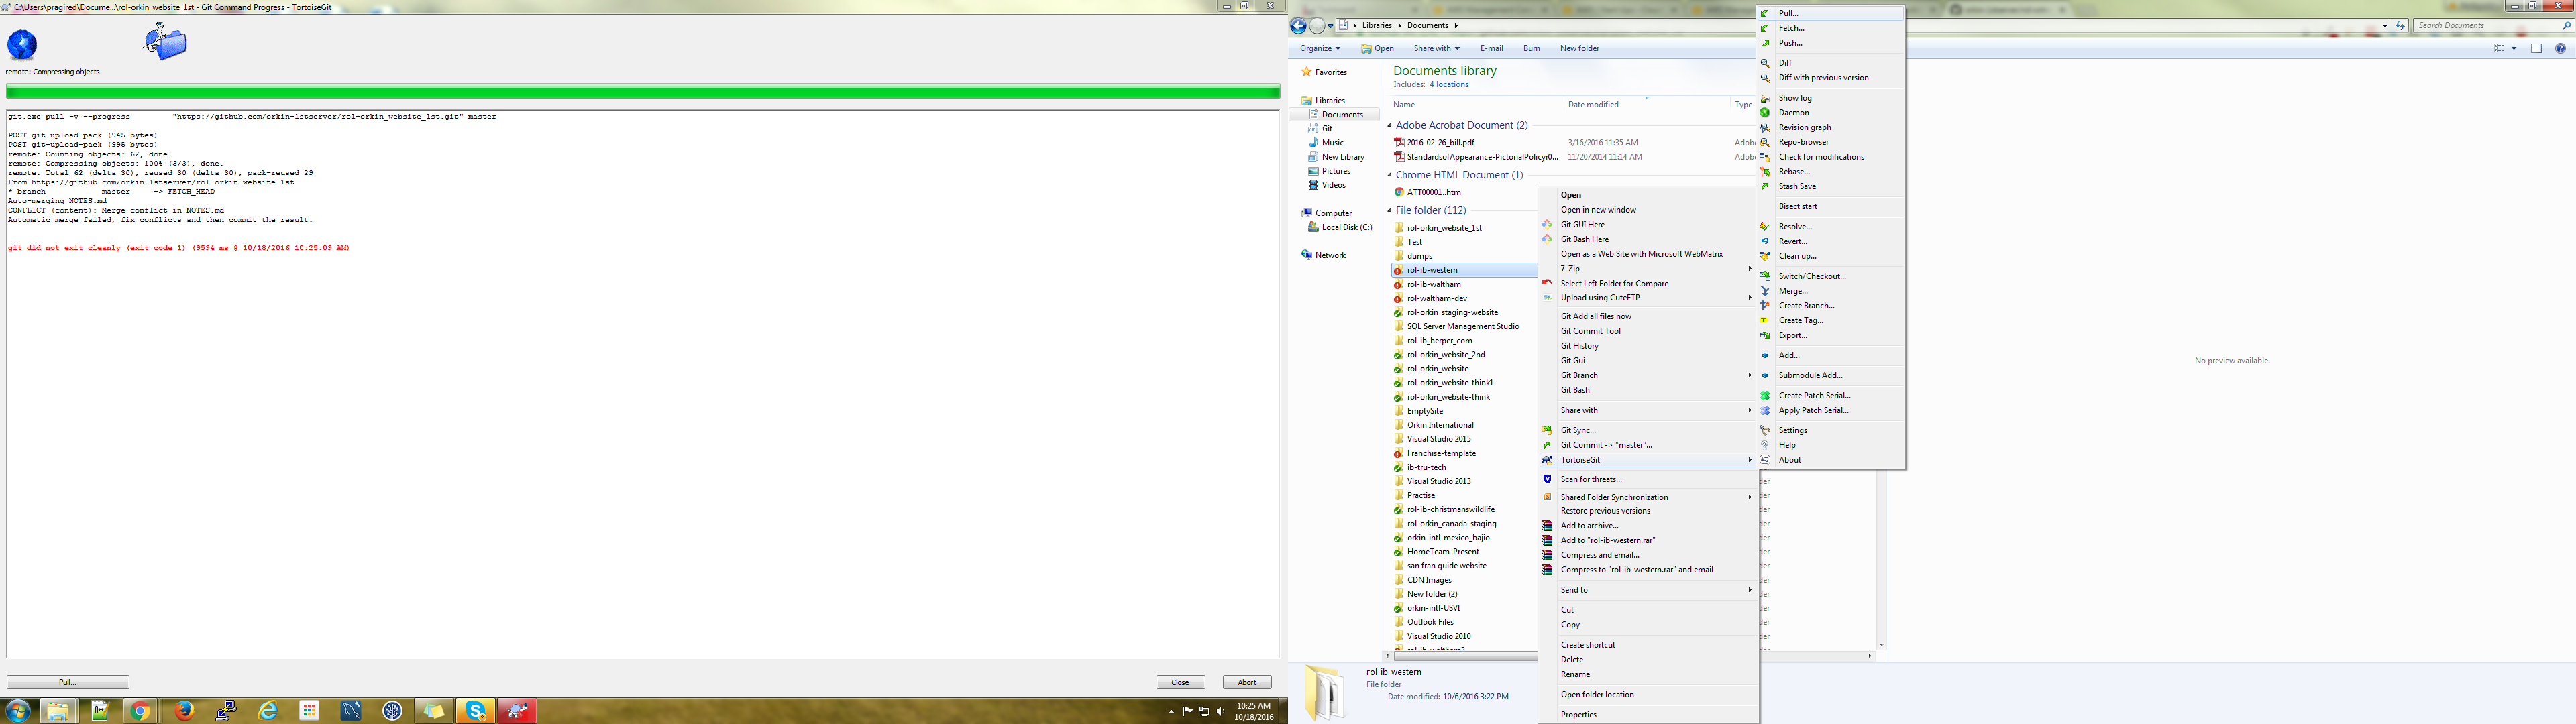 C:\Users\pragired\Docume...\rol-orkin_website_1st - Git Command Progress - TortoiseGit
remote: Compressing objects
git.exe pull -v --progress "https://github.com/orkin-1stserver/rol-orkin_website_1st.git" master
POST git-upload-pack (945 bytes)
POST git-upload-pack (995 bytes)
remote: Counting objects: 62, done.
remote: Compressing objects: 100% (3/3), done.
remote: Total 62 (delta 30), reused 30 (delta 30), pack-reused 29
From https://github.com/orkin-1stserver/rol-orkin_website_1st
* branch master -> FETCH_HEAD
Auto-merging NOTES.md
CONFLICT (content): Merge conflict in NOTES.md
Automatic merge failed; fix conflicts and then commit the result.
git did not exit cleanly (exit code 1) (9594 ms @ 10/18/2016 10:25:09 AM)
Pull...
Close
Abort
10:25 AM
10/18/2016
Libraries
Documents
Search Documents
Organize
Open
Share with
E-mail
Burn
New folder
Favorites
Libraries
Documents
Git
Music
New Library
Pictures
Videos
Computer
Local Disk (C:)
Network
Documents library
Includes: 4 locations
Name
Date modified
Type
Adobe Acrobat Document (2)
2016-02-26_bill.pdf 3/16/2016 11:35 AM Adob
StandardsofAppearance-PictorialPolicyr0... 11/20/2014 11:14 AM Adob
Chrome HTML Document (1)
ATT00001..htm
File folder (112)
rol-orkin_website_1st
Test
dumps
rol-ib-western
rol-ib-waltham
rol-waltham-dev
rol-orkin_staging-website
SQL Server Management Studio
rol-ib_herper_com
rol-orkin_website_2nd
rol-orkin_website
rol-orkin_website-think1
rol-orkin_website-think
EmptySite
Orkin International
Visual Studio 2015
Franchise-template
ib-tru-tech
Visual Studio 2013
Practise
rol-ib-christmanswildlife
rol-orkin_canada-staging
orkin-intl-mexico_bajio
HomeTeam-Present
san fran guide website
CDN Images
New folder (2)
orkin-intl-USVI
Outlook Files
Visual Studio 2010
rol-ib-waltham3
Open
Open in new window
Git GUI Here
Git Bash Here
Open as a Web Site with Microsoft WebMatrix
7-Zip
Select Left Folder for Compare
Upload using CuteFTP
Git Add all files now
Git Commit Tool
Git History
Git Gui
Git Branch
Git Bash
Share with
Git Sync...
Git Commit -> "master"...
TortoiseGit
Scan for threats...
Shared Folder Synchronization
Restore previous versions
Add to archive...
Add to "rol-ib-western.rar"
Compress and email...
Compress to "rol-ib-western.rar" and email
Send to
Cut
Copy
Create shortcut
Delete
Rename
Open folder location
Properties
Pull...
Fetch...
Push...
Diff
Diff with previous version
Show log
Daemon
Revision graph
Repo-browser
Check for modifications
Rebase...
Stash Save
Bisect start
Resolve...
Revert...
Clean up...
Switch/Checkout...
Merge...
Create Branch...
Create Tag...
Export...
Add...
Submodule Add...
Create Patch Serial...
Apply Patch Serial...
Settings
Help
About
No preview available.
rol-ib-western
File folder
Date modified: 10/6/2016 3:22 PM